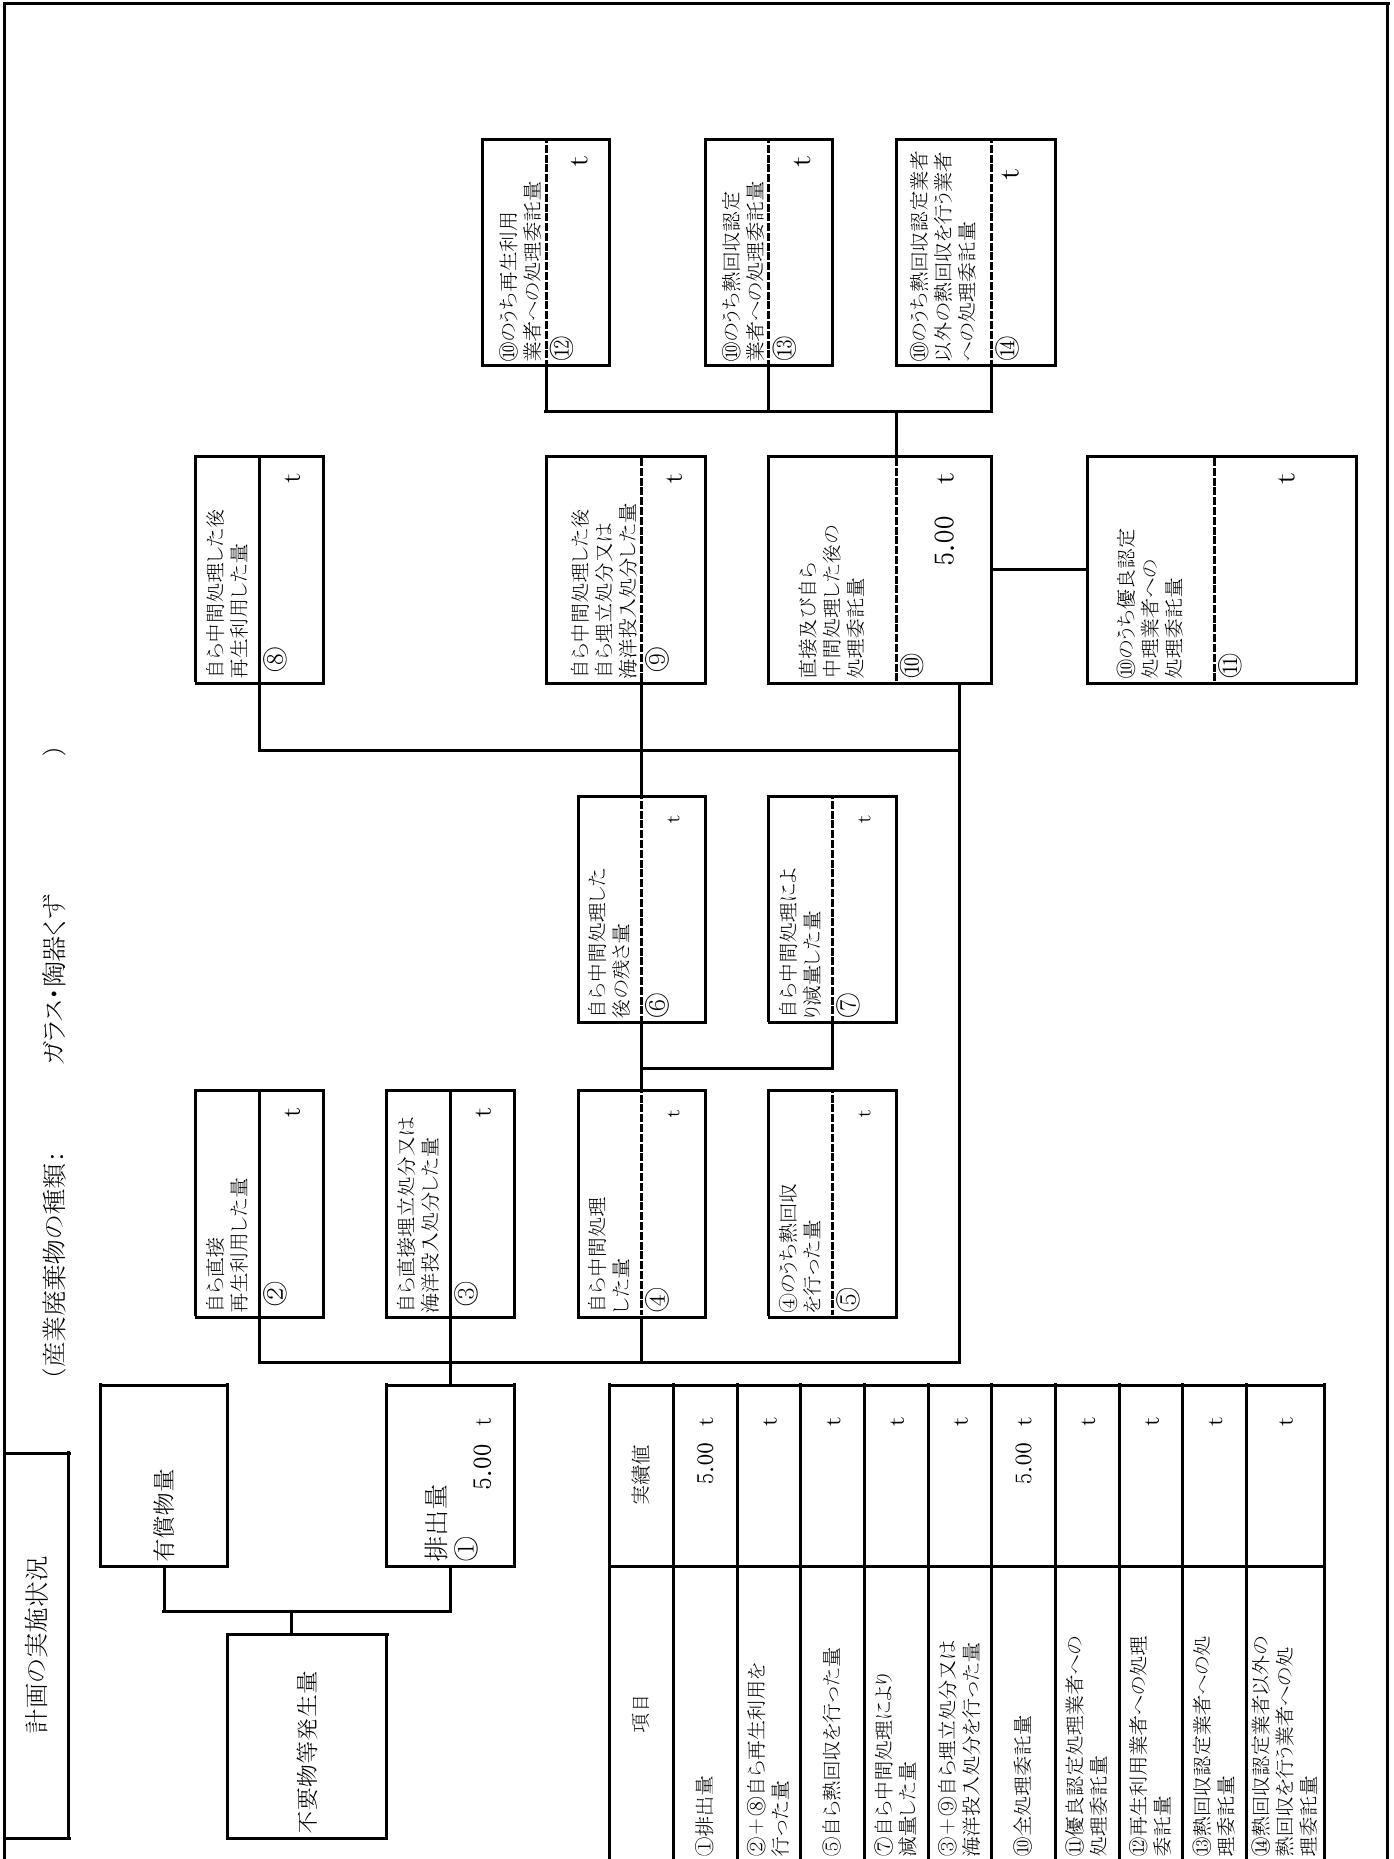 計画の実施状況
（産業廃棄物の種類：　ガラス・陶器くず　）
不要物等発生量
有償物量
排出量
①
5.00 t
自ら直接
再生利用した量
②
t
自ら直接埋立処分又は
海洋投入処分した量
③
t
自ら中間処理
した量
④
t
④のうち熱回収
を行った量
⑤
t
自ら中間処理した
後の残さ量
⑥
t
自ら中間処理によ
り減量した量
⑦
t
自ら中間処理した後
再生利用した量
⑧
t
自ら中間処理した後
自ら埋立処分又は
海洋投入処分した量
⑨
t
直接及び自ら
中間処理した後の
処理委託量
⑩
5.00 t
⑩のうち優良認定
処理業者への
処理委託量
⑪
t
⑩のうち再生利用
業者への処理委託量
⑫
t
⑩のうち熱回収認定
業者への処理委託量
⑬
t
⑩のうち熱回収認定業者
以外の熱回収を行う業者
への処理委託量
⑭
t
項目 実績値
①排出量 5.00 t
②＋⑧自ら再生利用を
行った量 t
⑤自ら熱回収を行った量 t
⑦自ら中間処理により
減量した量 t
③＋⑨自ら埋立処分又は
海洋投入処分を行った量 t
⑩全処理委託量 5.00 t
⑪優良認定処理業者への
処理委託量 t
⑫再生利用業者への処理
委託量 t
⑬熱回収認定業者への処
理委託量 t
⑭熱回収認定業者以外の
熱回収を行う業者への処
理委託量 t